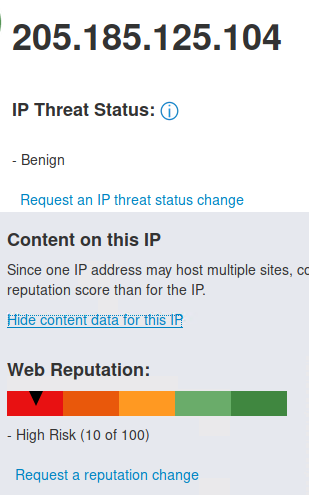 205.185.125.104
IP Threat Status:
- Benign
Request an IP threat status change
Content on this IP
Since one IP address may host multiple sites, co
reputation score than for the IP.
Hide content data for this IP
Web Reputation:
- High Risk (10 of 100)
Request a reputation change